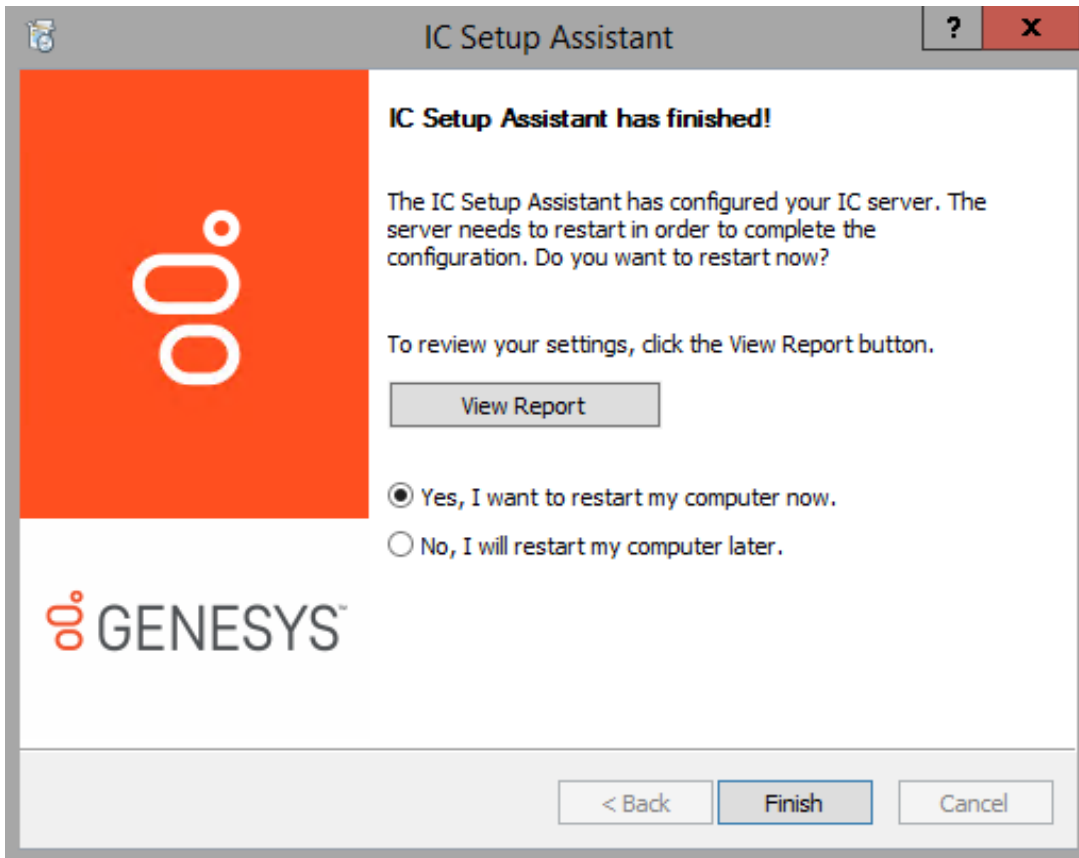 IC Setup Assistant
?
X
IC Setup Assistant has finished!
The IC Setup Assistant has configured your IC server. The
server needs to restart in order to complete the
configuration. Do you want to restart now?
To review your settings, click the View Report button.
View Report
Yes, I want to restart my computer now.
No, I will restart my computer later.
GENESYS™
< Back
Finish
Cancel